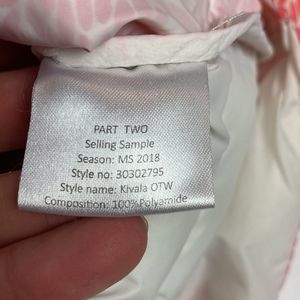 PART TWO
Selling Sample
Season: MS 2018
Style no: 30302795
Style name: Kivala OTW
Composition: 100%Polyamide